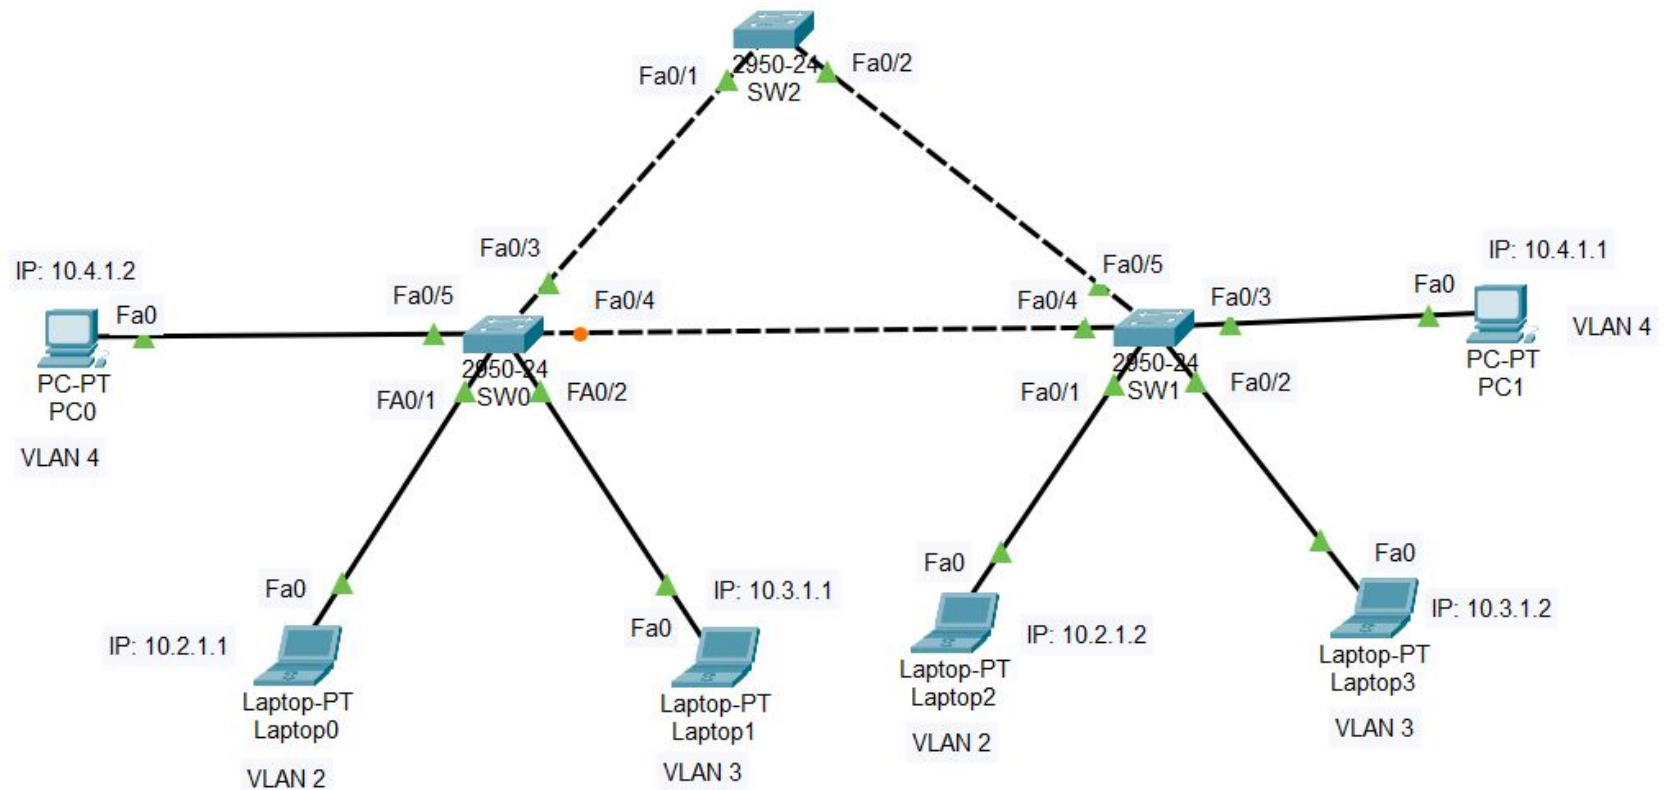 Fa0/1
2950-24
SW2
Fa0/2
Fa0/3
Fa0/5
IP: 10.4.1.2
Fa0
Fa0/5
Fa0/4
Fa0/4
Fa0/3
Fa0
IP: 10.4.1.1
VLAN 4
PC-PT
PC0
VLAN 4
2950-24
SW0
FA0/1
FA0/2
2950-24
SW1
Fa0/1
Fa0/2
PC-PT
PC1
Fa0
IP: 10.2.1.1
Laptop-PT
Laptop0
VLAN 2
IP: 10.3.1.1
Fa0
Laptop-PT
Laptop1
VLAN 3
Fa0
IP: 10.2.1.2
Laptop-PT
Laptop2
VLAN 2
Fa0
IP: 10.3.1.2
Laptop-PT
Laptop3
VLAN 3